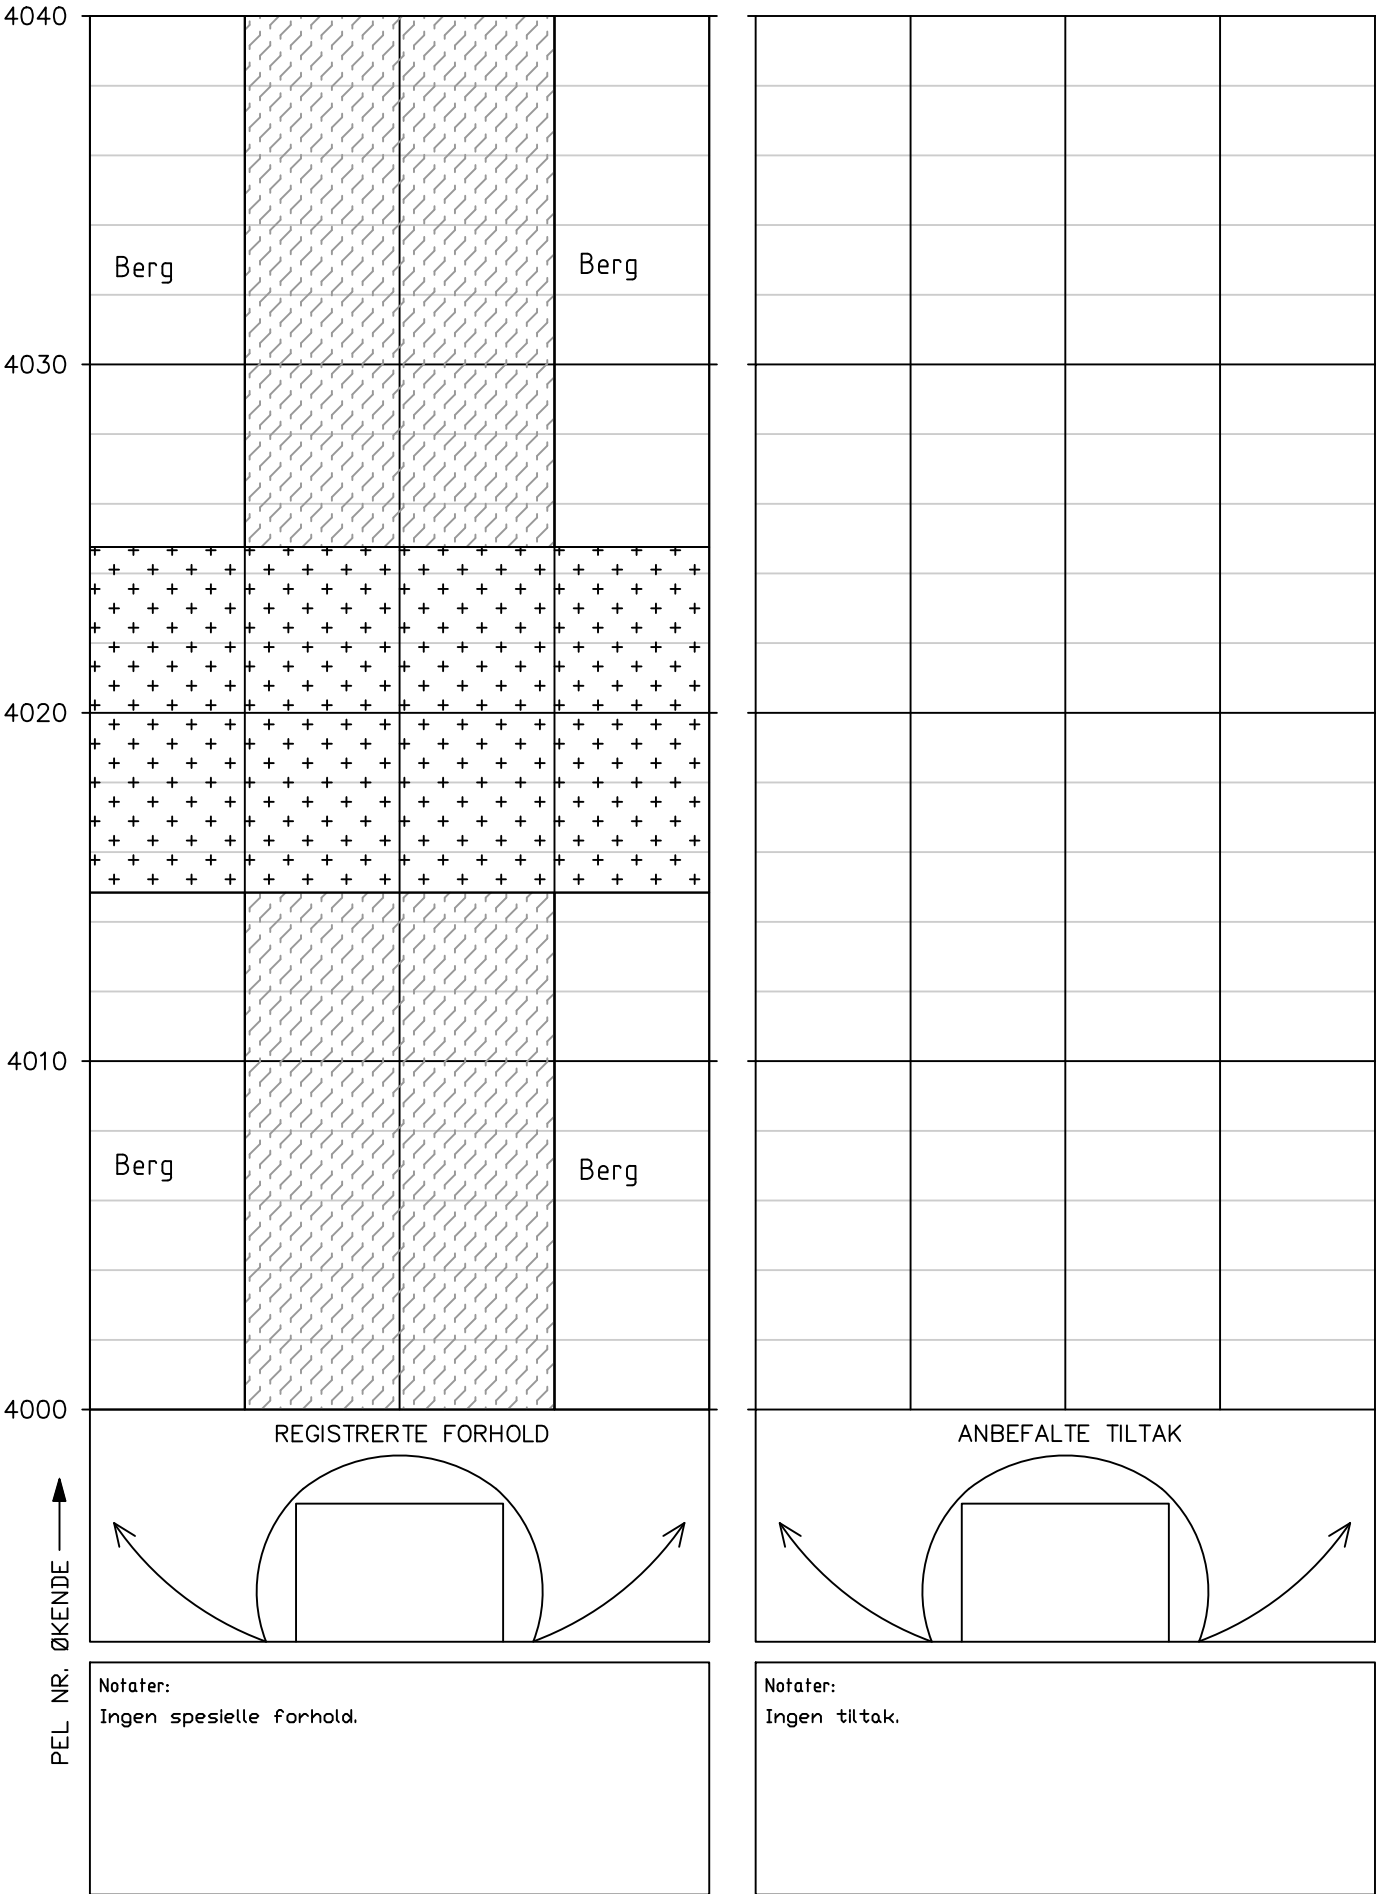 4040
Berg
Berg
4030
4020
4010
Berg
Berg
4000
REGISTRERTE FORHOLD
ANBEFALTE TILTAK
PEL NR. ØKENDE
Notater:
Ingen spesielle forhold.
Notater:
Ingen tiltak.